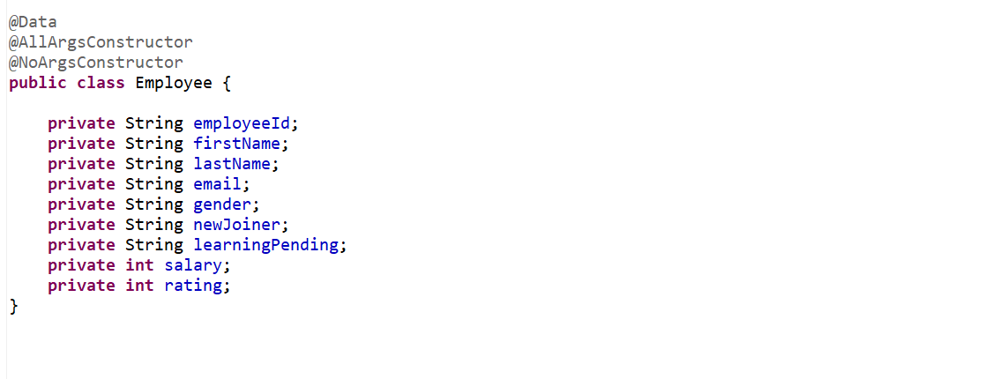 @Data
@AllArgsConstructor
@NoArgsConstructor
public class Employee {
    private String employeeId;
    private String firstName;
    private String lastName;
    private String email;
    private String gender;
    private String newJoiner;
    private String learningPending;
    private int salary;
    private int rating;
}